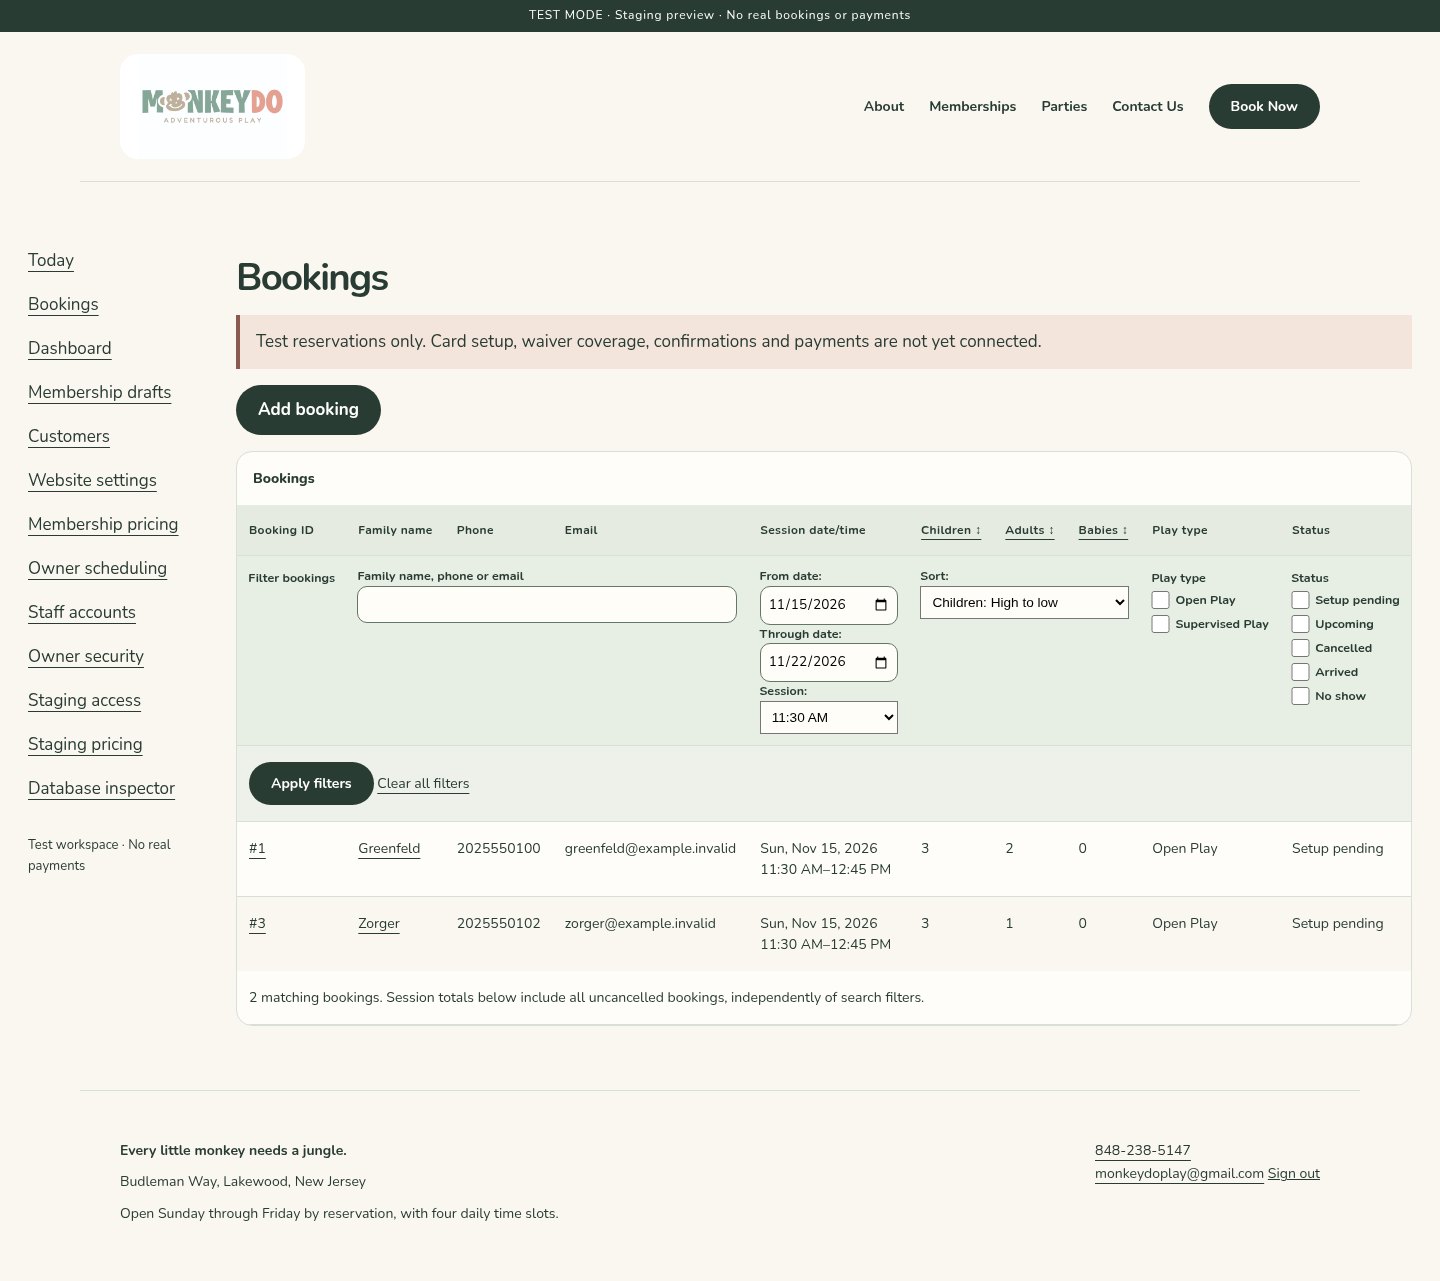 TEST MODE · Staging preview · No real bookings or payments
MONKEYDO
ADVENTUROUS PLAY
About Memberships Parties Contact Us Book Now
Today
Bookings
Dashboard
Membership drafts
Customers
Website settings
Membership pricing
Owner scheduling
Staff accounts
Owner security
Staging access
Staging pricing
Database inspector
Test workspace · No real
payments
Bookings
Test reservations only. Card setup, waiver coverage, confirmations and payments are not yet connected.
Add booking
Bookings
Booking ID Family name Phone Email Session date/time Children ↕ Adults ↕ Babies ↕ Play type Status
Filter bookings
Family name, phone or email
From date:
11/15/2026
Through date:
11/22/2026
Session:
11:30 AM
Sort:
Children: High to low
Play type
Open Play
Supervised Play
Status
Setup pending
Upcoming
Cancelled
Arrived
No show
Apply filters Clear all filters
#1 Greenfeld 2025550100 greenfeld@example.invalid Sun, Nov 15, 2026 3 2 0 Open Play Setup pending
11:30 AM–12:45 PM
#3 Zorger 2025550102 zorger@example.invalid Sun, Nov 15, 2026 3 1 0 Open Play Setup pending
11:30 AM–12:45 PM
2 matching bookings. Session totals below include all uncancelled bookings, independently of search filters.
Every little monkey needs a jungle.
Budleman Way, Lakewood, New Jersey
Open Sunday through Friday by reservation, with four daily time slots.
848-238-5147
monkeydoplay@gmail.com Sign out